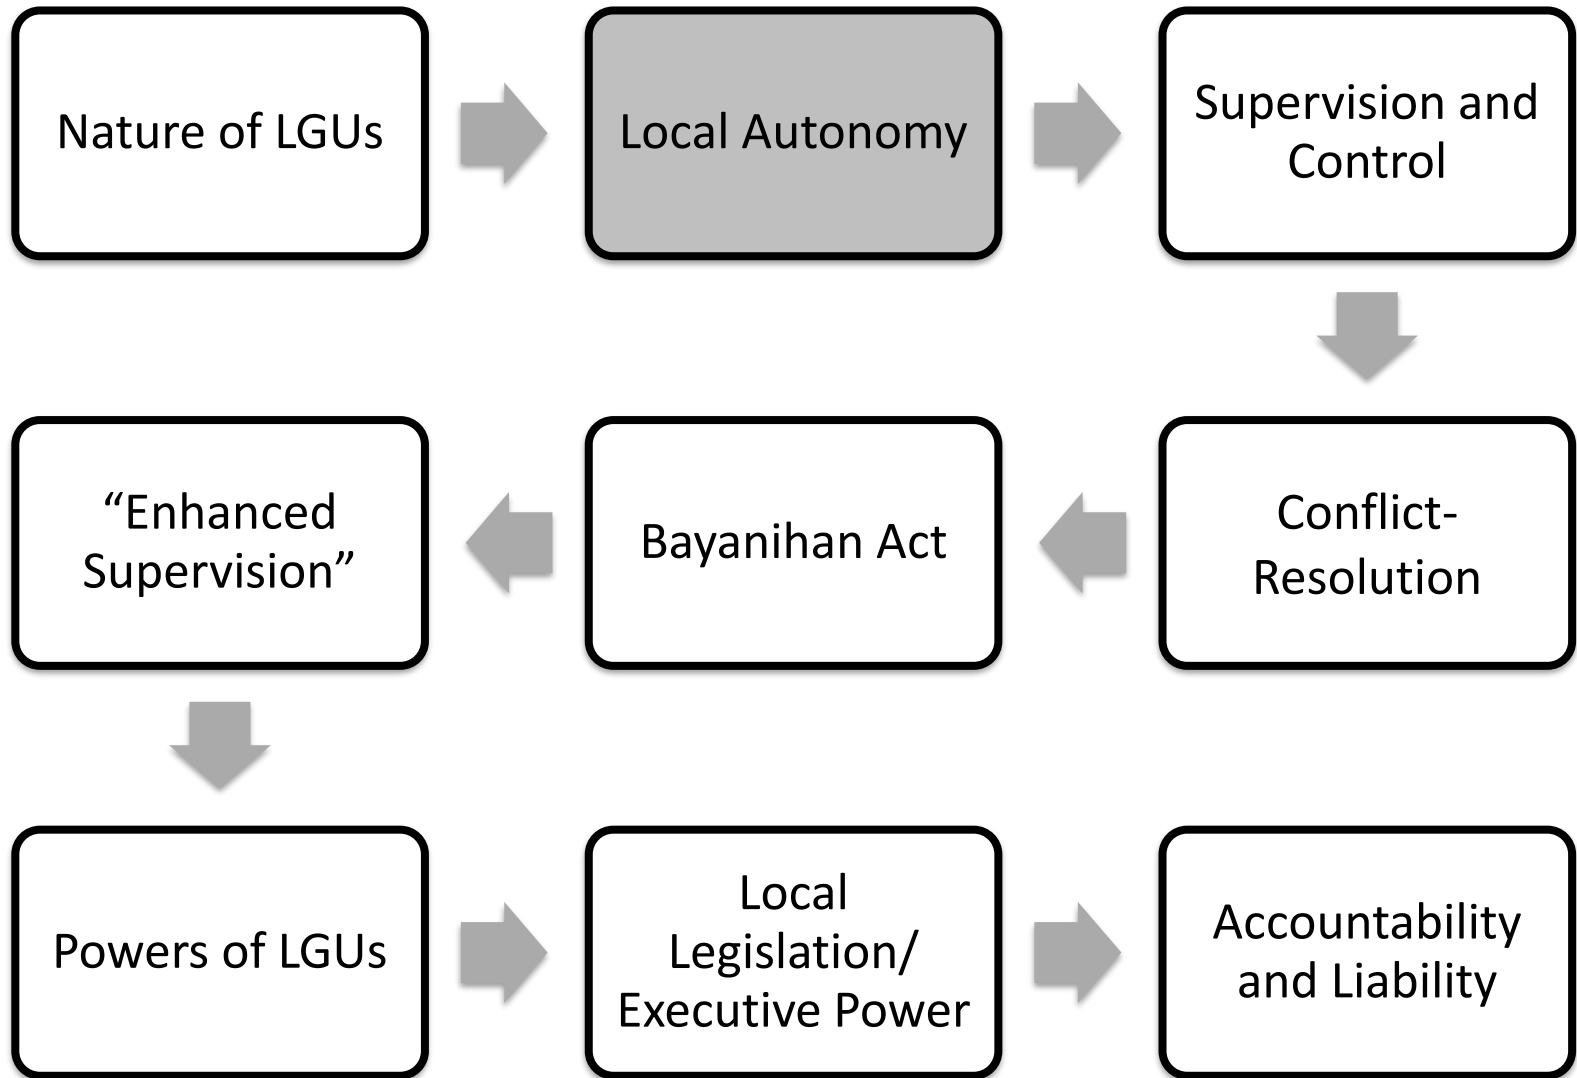 Nature of LGUs
Local Autonomy
Supervision and
Control
Conflict-
Resolution
Bayanihan Act
“Enhanced
Supervision”
Powers of LGUs
Local
Legislation/
Executive Power
Accountability
and Liability